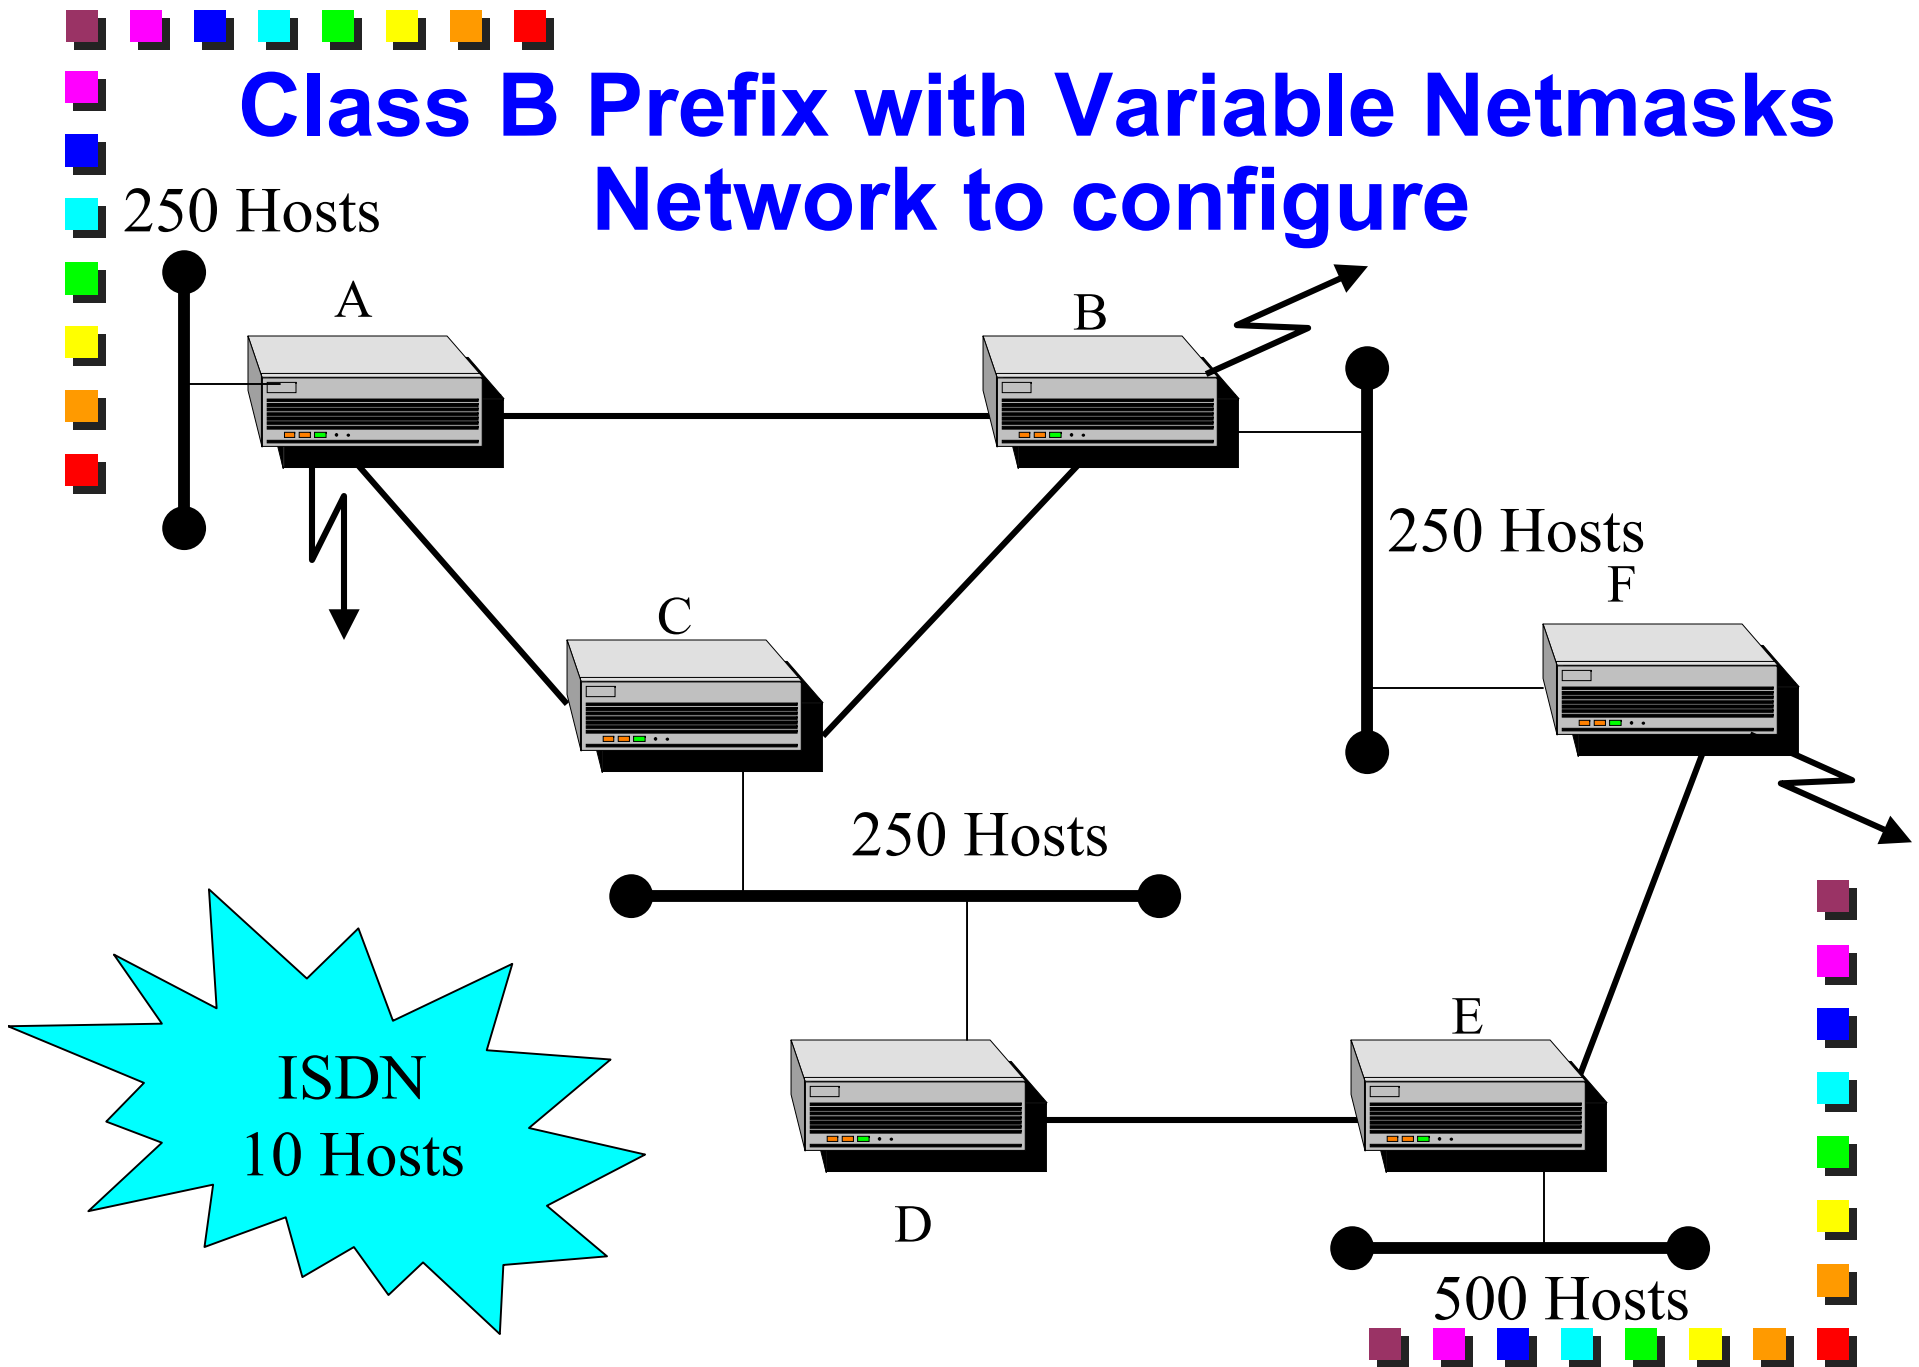 Class B Prefix with Variable Netmasks
Network to configure
250 Hosts
A
B
250 Hosts
F
C
250 Hosts
E
ISDN
10 Hosts
D
500 Hosts